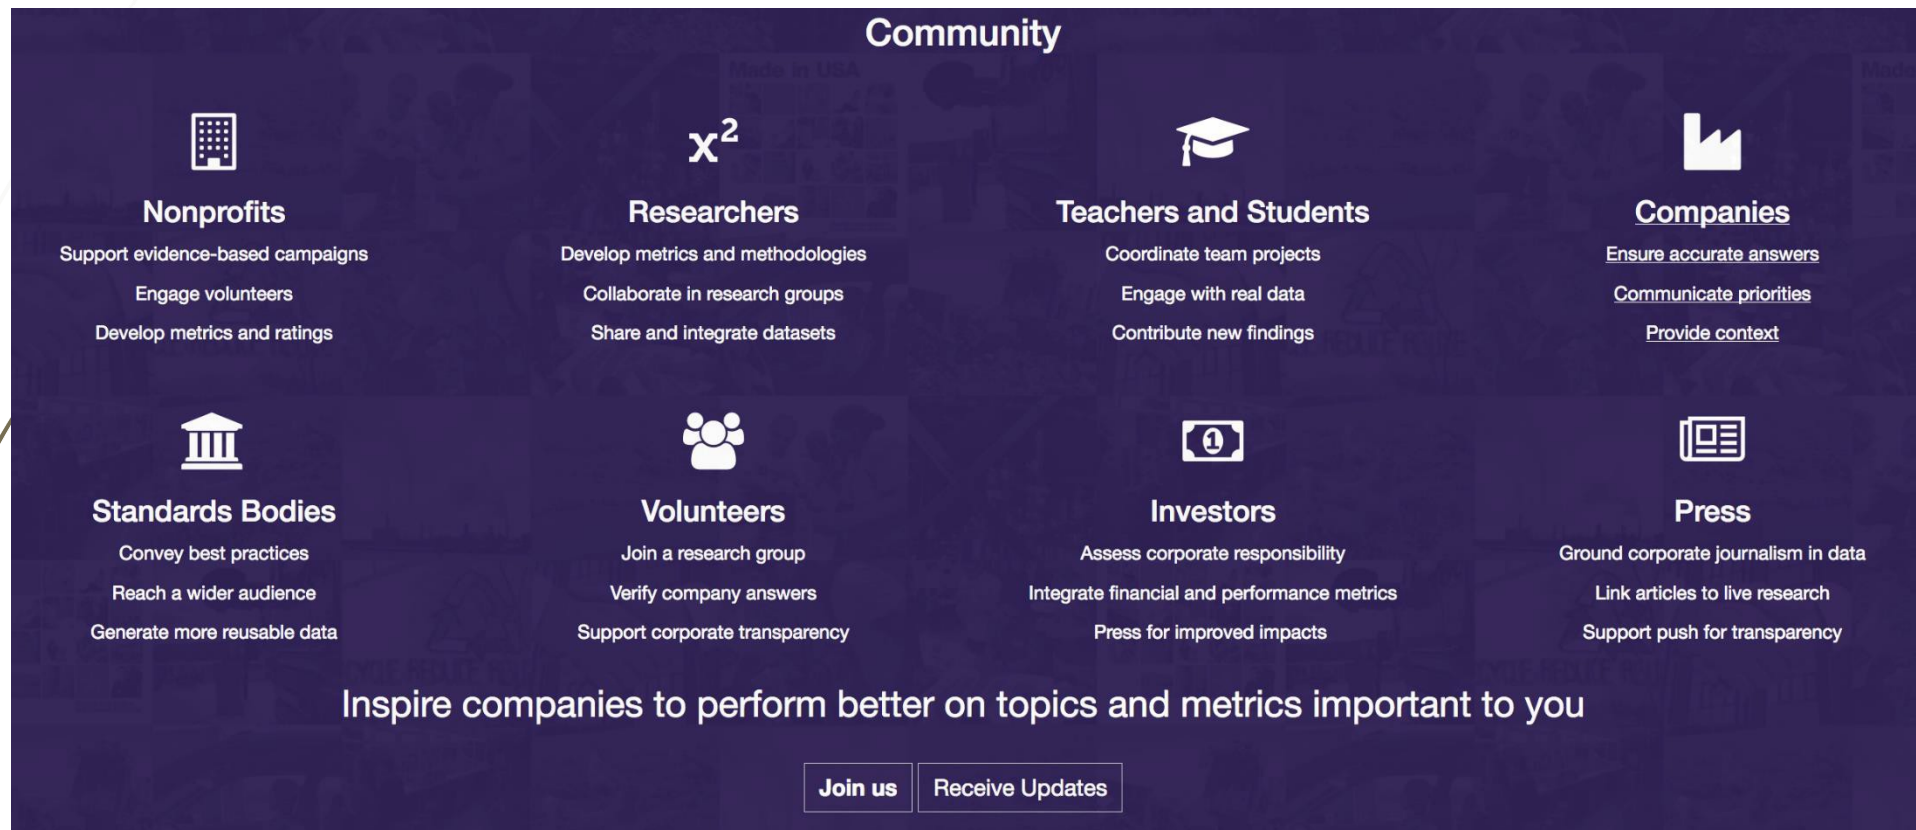 Community
Made in USA
x²
Nonprofits
Support evidence-based campaigns
Engage volunteers
Develop metrics and ratings
Researchers
Develop metrics and methodologies
Collaborate in research groups
Share and integrate datasets
Teachers and Students
Coordinate team projects
Engage with real data
Contribute new findings
Companies
Ensure accurate answers
Communicate priorities
Provide context
1
Standards Bodies
Convey best practices
Reach a wider audience
Generate more reusable data
Volunteers
Join a research group
Verify company answers
Support corporate transparency
Investors
Assess corporate responsibility
Integrate financial and performance metrics
Press for improved impacts
Press
Ground corporate journalism in data
Link articles to live research
Support push for transparency
Inspire companies to perform better on topics and metrics important to you
Join us
Receive Updates